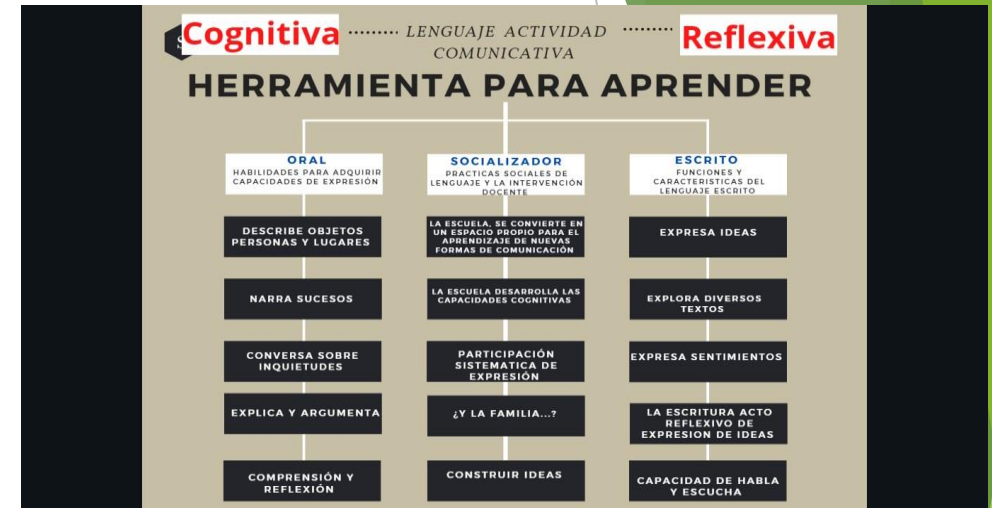 Cognitiva ········ LENGUAJE ACTIVIDAD ········ Reflexiva
COMUNICATIVA
HERRAMIENTA PARA APRENDER
ORAL
HABILIDADES PARA ADQUIRIR
CAPACIDADES DE EXPRESIÓN
DESCRIBE OBJETOS
PERSONAS Y LUGARES
NARRA SUCESOS
CONVERSA SOBRE
INQUIETUDES
EXPLICA Y ARGUMENTA
COMPRENSIÓN Y
REFLEXIÓN
SOCIALIZADOR
PRACTICAS SOCIALES DE
LENGUAJE Y LA INTERVENCIÓN
DOCENTE
LA ESCUELA, SE CONVIERTE EN
UN ESPACIO PROPIO PARA EL
APRENDIZAJE DE NUEVAS
FORMAS DE COMUNICACIÓN
LA ESCUELA DESARROLLA LAS
CAPACIDADES COGNITIVAS
PARTICIPACIÓN
SISTEMATICA DE
EXPRESIÓN
¿Y LA FAMILIA...?
CONSTRUIR IDEAS
ESCRITO
FUNCIONES Y
CARACTERISTICAS DEL
LENGUAJE ESCRITO
EXPRESA IDEAS
EXPLORA DIVERSOS
TEXTOS
EXPRESA SENTIMIENTOS
LA ESCRITURA ACTO
REFLEXIVO DE
EXPRESION DE IDEAS
CAPACIDAD DE HABLA
Y ESCUCHA